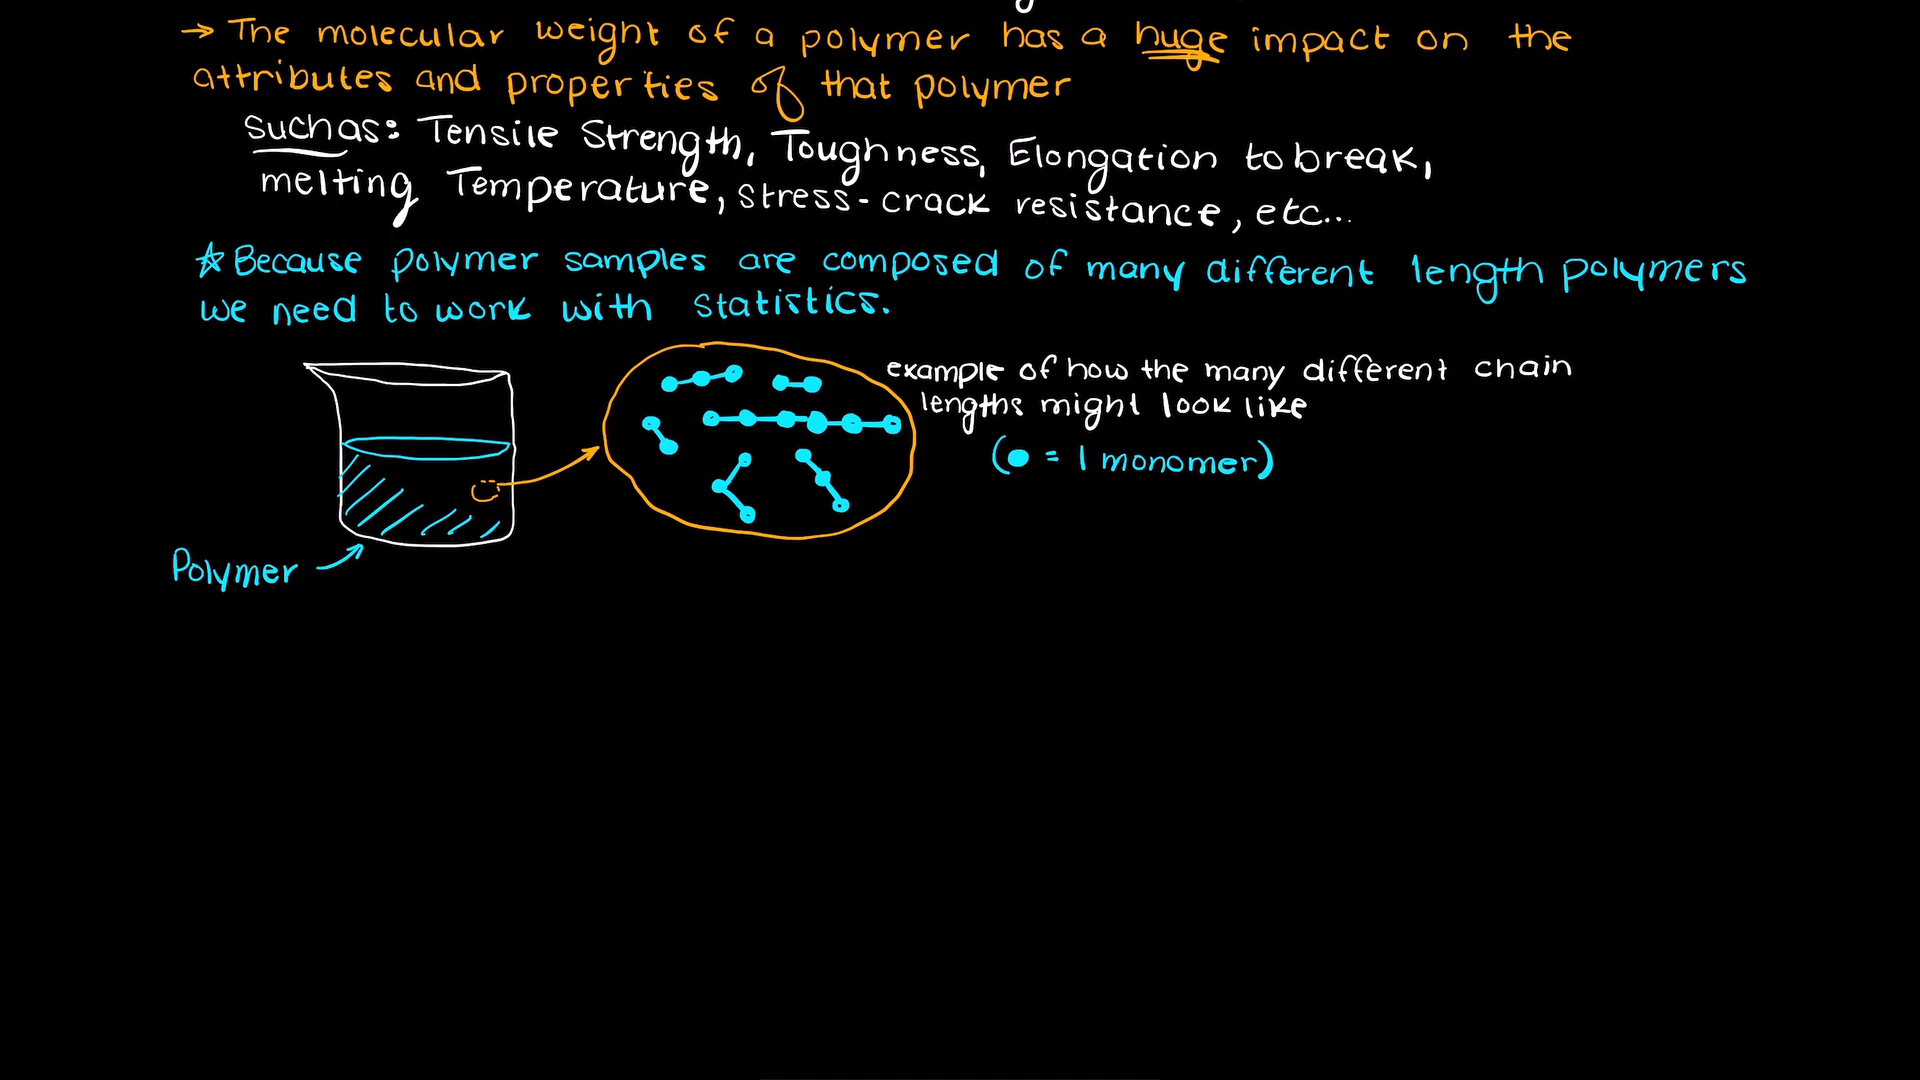 → The molecular weight of a polymer has a huge impact on the
attributes and properties of that polymer
such as: Tensile Strength, Toughness, Elongation to break,
melting Temperature, stress-crack resistance, etc...
☆ Because polymer samples are composed of many different length polymers
we need to work with statistics.
example of how the many different chain
lengths might look like
(● = 1 monomer)
Polymer